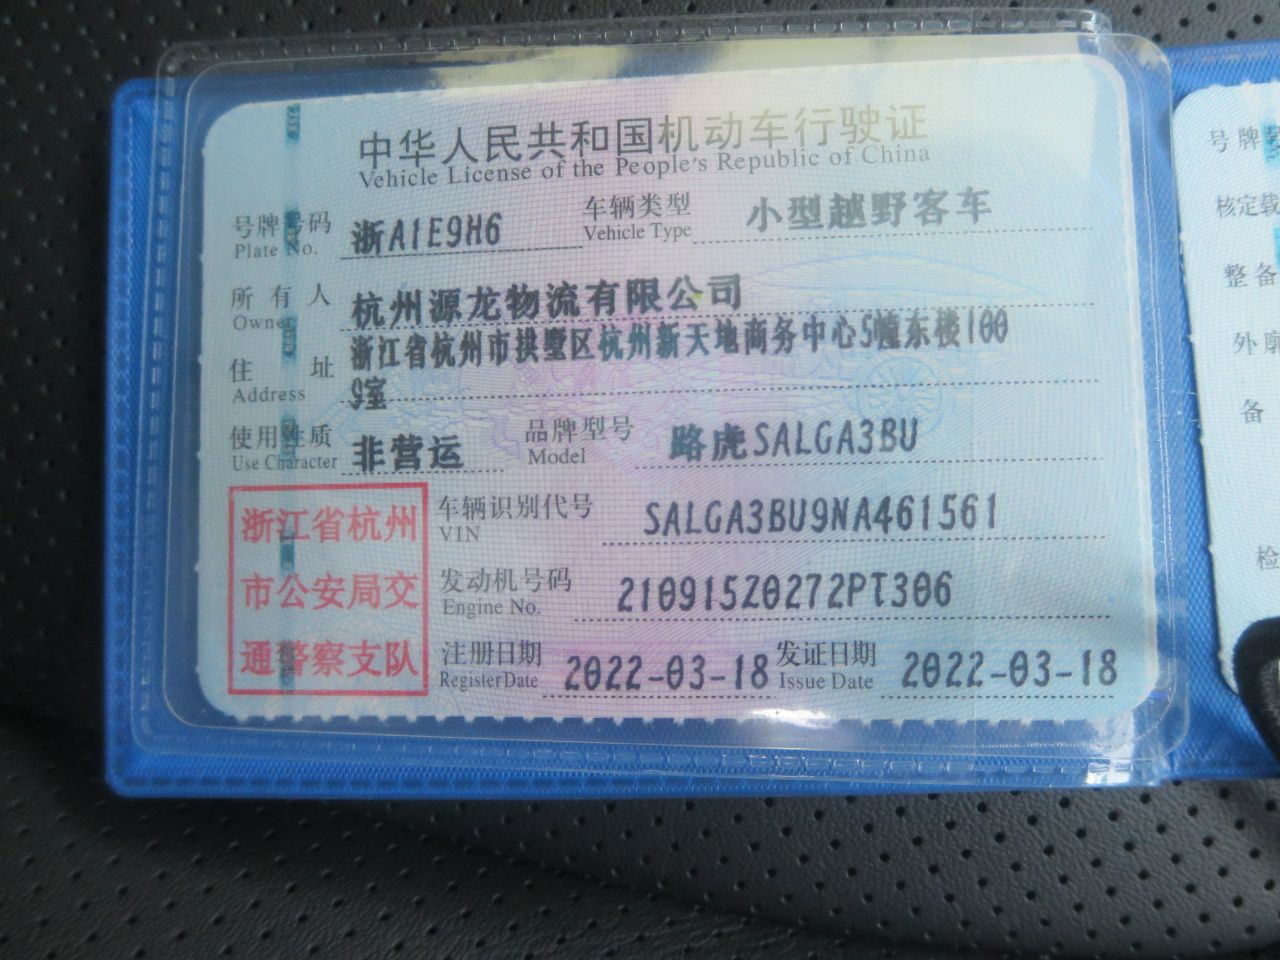 中华人民共和国机动车行驶证
Vehicle License of the People's Republic of China
号牌号码 浙A1E9H6 车辆类型 小型越野客车
Plate No. Vehicle Type
所有人 杭州源龙物流有限公司
Owner
住址 浙江省杭州市拱墅区杭州新天地商务中心5幢东楼100
Address 9室
使用性质 非营运 品牌型号 路虎SALGA3BU
Use Character Model
浙江省杭州
市公安局交
通警察支队
车辆识别代号 SALGA3BU9NA461561
VIN
发动机号码 210915Z0272PT306
Engine No.
注册日期 2022-03-18 发证日期 2022-03-18
Register Date Issue Date
号牌
核定载
整备
外廓
备
检